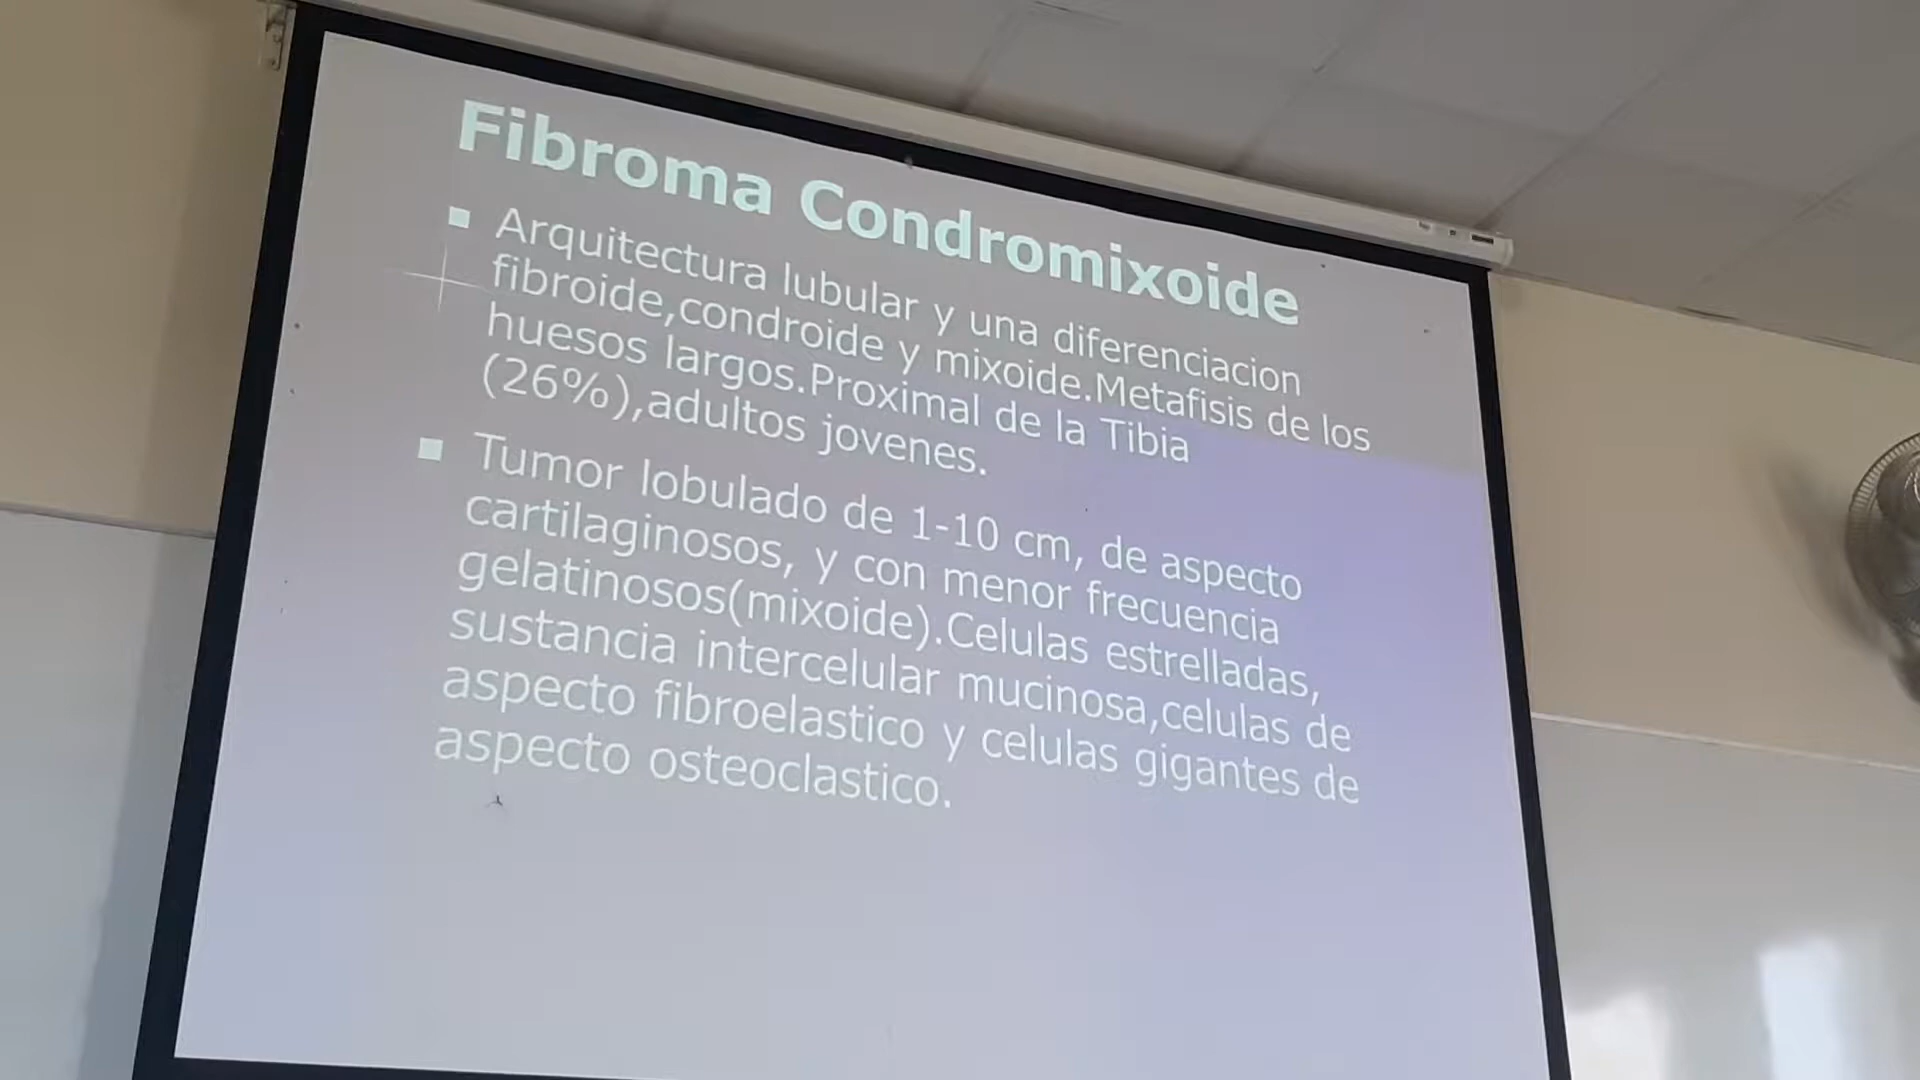 Fibroma Condromixoide
Arquitectura lubular y una diferenciacion
fibroide,condroide y mixoide.Metafisis de los
huesos largos.Proximal de la Tibia
(26%),adultos jovenes.
Tumor lobulado de 1-10 cm, de aspecto
cartilaginosos, y con menor frecuencia
gelatinosos(mixoide).Celulas estrelladas,
sustancia intercelular mucinosa,celulas de
aspecto fibroelastico y celulas gigantes de
aspecto osteoclastico.